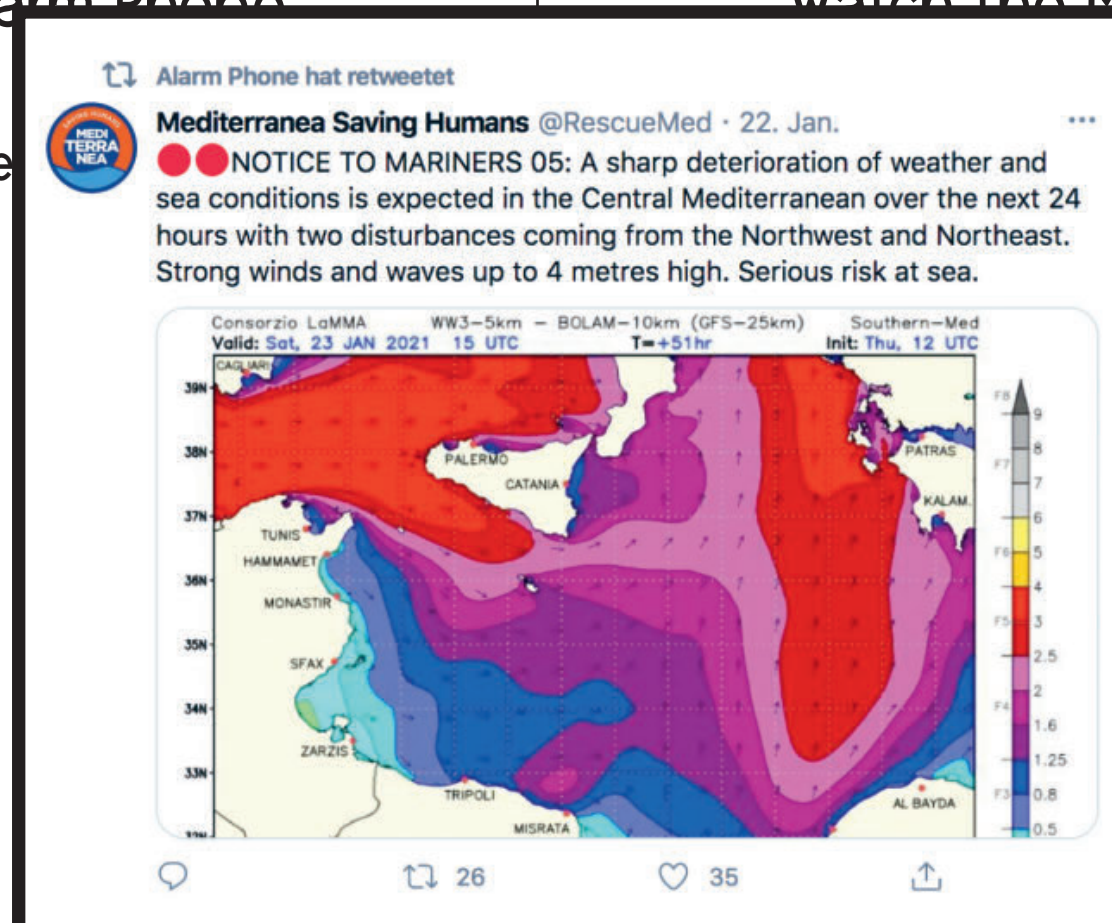 Alarm Phone hat retweetet
SAVING HUMANS
MEDI
TERRA
NEA
Mediterranea Saving Humans @RescueMed · 22. Jan.
🔴🔴NOTICE TO MARINERS 05: A sharp deterioration of weather and
sea conditions is expected in the Central Mediterranean over the next 24
hours with two disturbances coming from the Northwest and Northeast.
Strong winds and waves up to 4 metres high. Serious risk at sea.
Consorzio LaMMA WW3-5km - BOLAM-10km (GFS-25km) Southern-Med
Valid: Sat, 23 JAN 2021 15 UTC T=+51hr Init: Thu, 12 UTC
CAGLIARI
39N
38N
37N
36N
35N
34N
33N
32N
PALERMO
CATANIA
TUNIS
HAMMAMET
MONASTIR
SFAX
ZARZIS
TRIPOLI
MISRATA
PATRAS
KALAM.
AL BAYDA
F8
F7
F6
F5
F4
F3
9
8
7
6
5
4
3
2.5
2
1.6
1.25
0.8
0.5
26
35